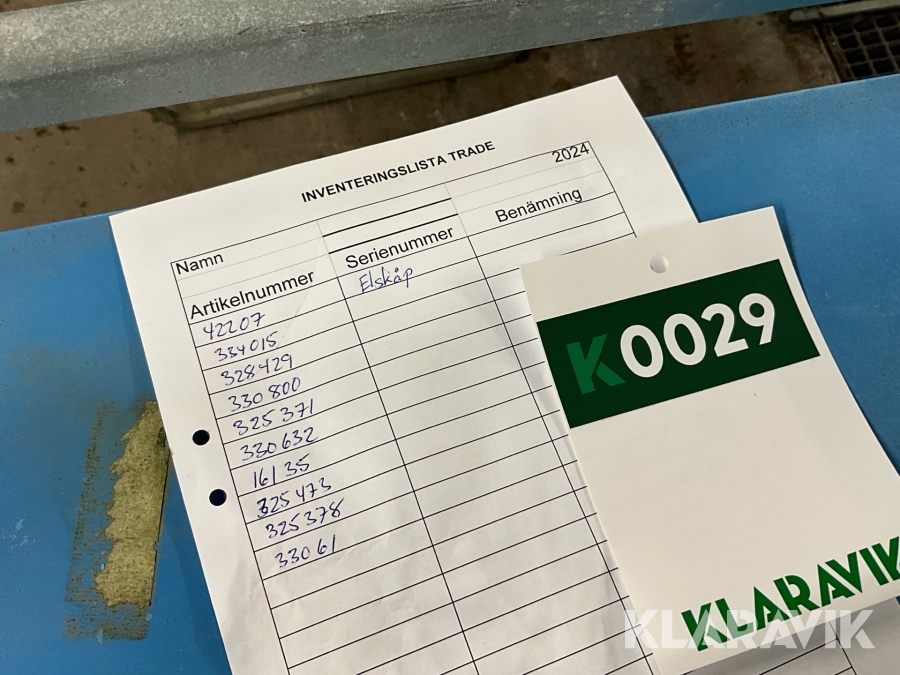 INVENTERINGSLISTA TRADE
2024
Namn
Artikelnummer Serienummer Benämning
42207 Elskåp
334015
328429
330800
325371
330632
16135
325473
325378
33061
K0029
KLARAVIK
KLARAVIK